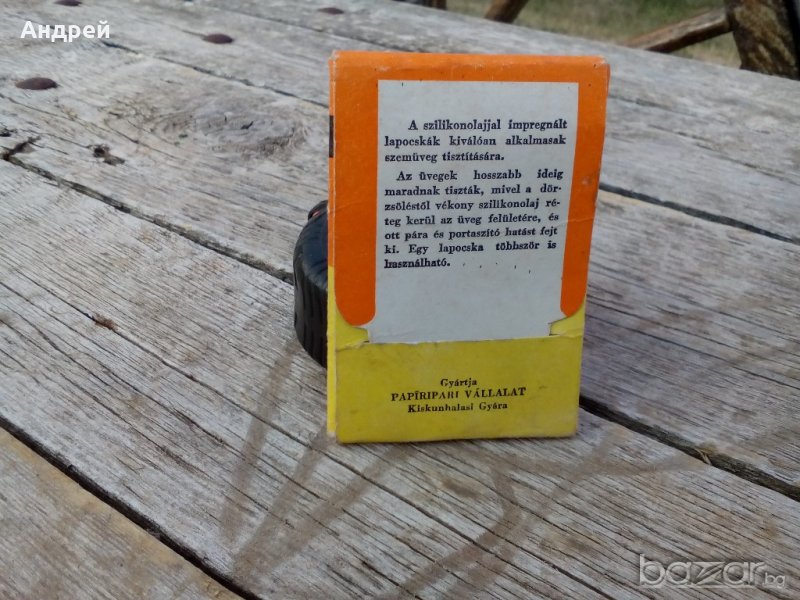 Андрей
A szilikonolajjal impregnált
lapocskák kiválóan alkalmasak
szemüveg tisztítására.
Az üvegek hosszabb ideig
maradnak tiszták, mivel a dör-
zsöléstől vékony szilikonolaj ré-
teg kerül az üveg felületére, és
ott pára és portaszító hatást fejt
ki. Egy lapocska többször is
használható.
Gyártja
PAPÍRIPARI VÁLLALAT
Kiskunhalasi Gyára
bazar.bg